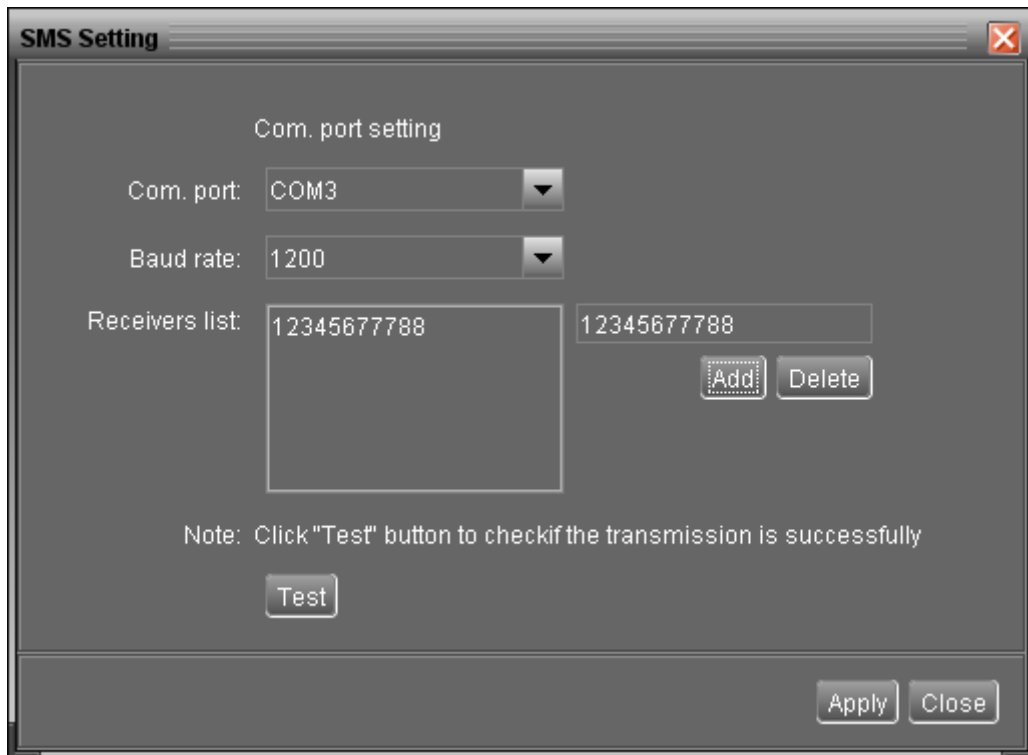 SMS Setting
Com. port setting
Com. port: COM3
Baud rate: 1200
Receivers list: 12345677788 12345677788
Add Delete
Note: Click "Test" button to checkif the transmission is successfully
Test
Apply Close